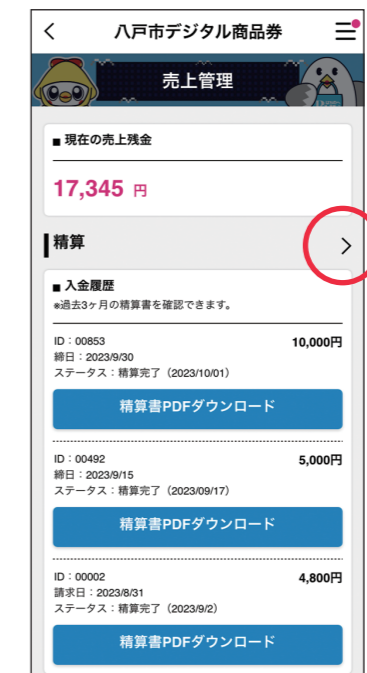 八戸市デジタル商品券
売上管理
■ 現在の売上残金
17,345 円
精算
■ 入金履歴
※過去3ヶ月の精算書を確認できます。
ID：00853
10,000円
締日：2023/9/30
ステータス：精算完了（2023/10/01）
精算書PDFダウンロード
ID：00492
5,000円
締日：2023/9/15
ステータス：精算完了（2023/09/17）
精算書PDFダウンロード
ID：00002
4,800円
請求日：2023/8/31
ステータス：精算完了（2023/9/2）
精算書PDFダウンロード